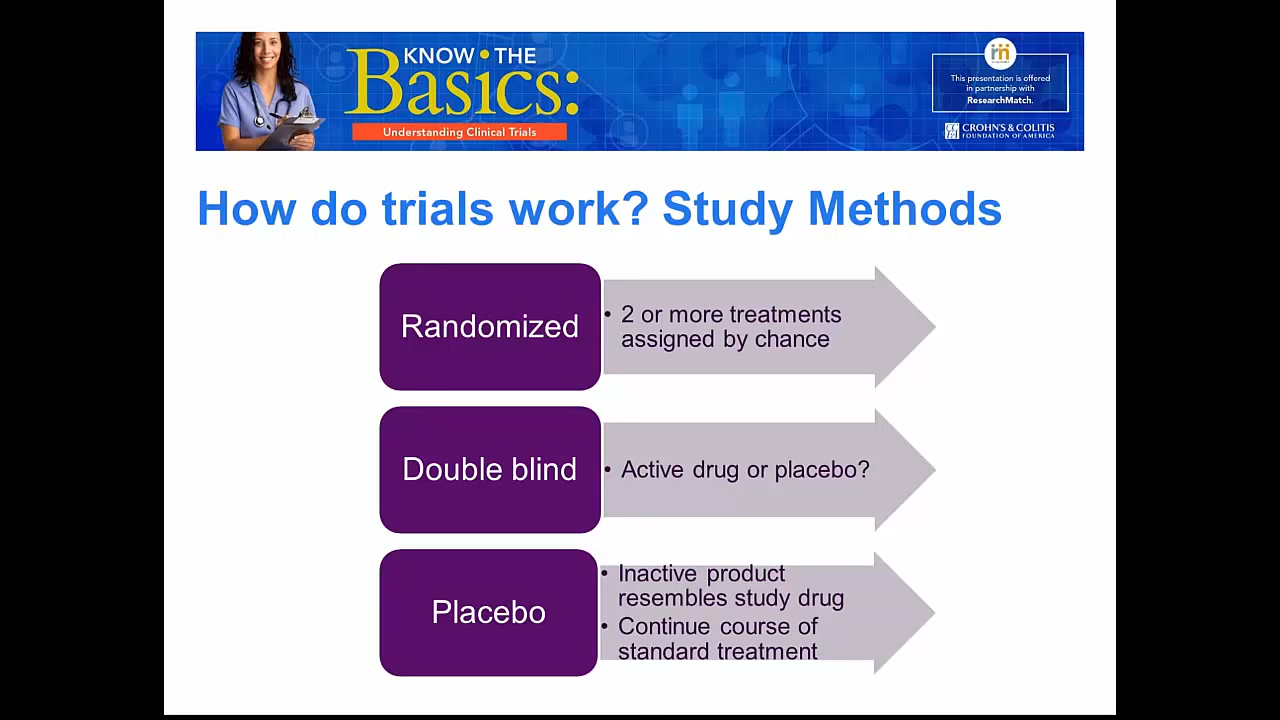 KNOW • THE
Basics:
Understanding Clinical Trials
This presentation is offered
in partnership with
ResearchMatch.
CROHN'S & COLITIS
FOUNDATION OF AMERICA
How do trials work? Study Methods
Randomized
• 2 or more treatments
assigned by chance
Double blind
• Active drug or placebo?
Placebo
• Inactive product
resembles study drug
• Continue course of
standard treatment